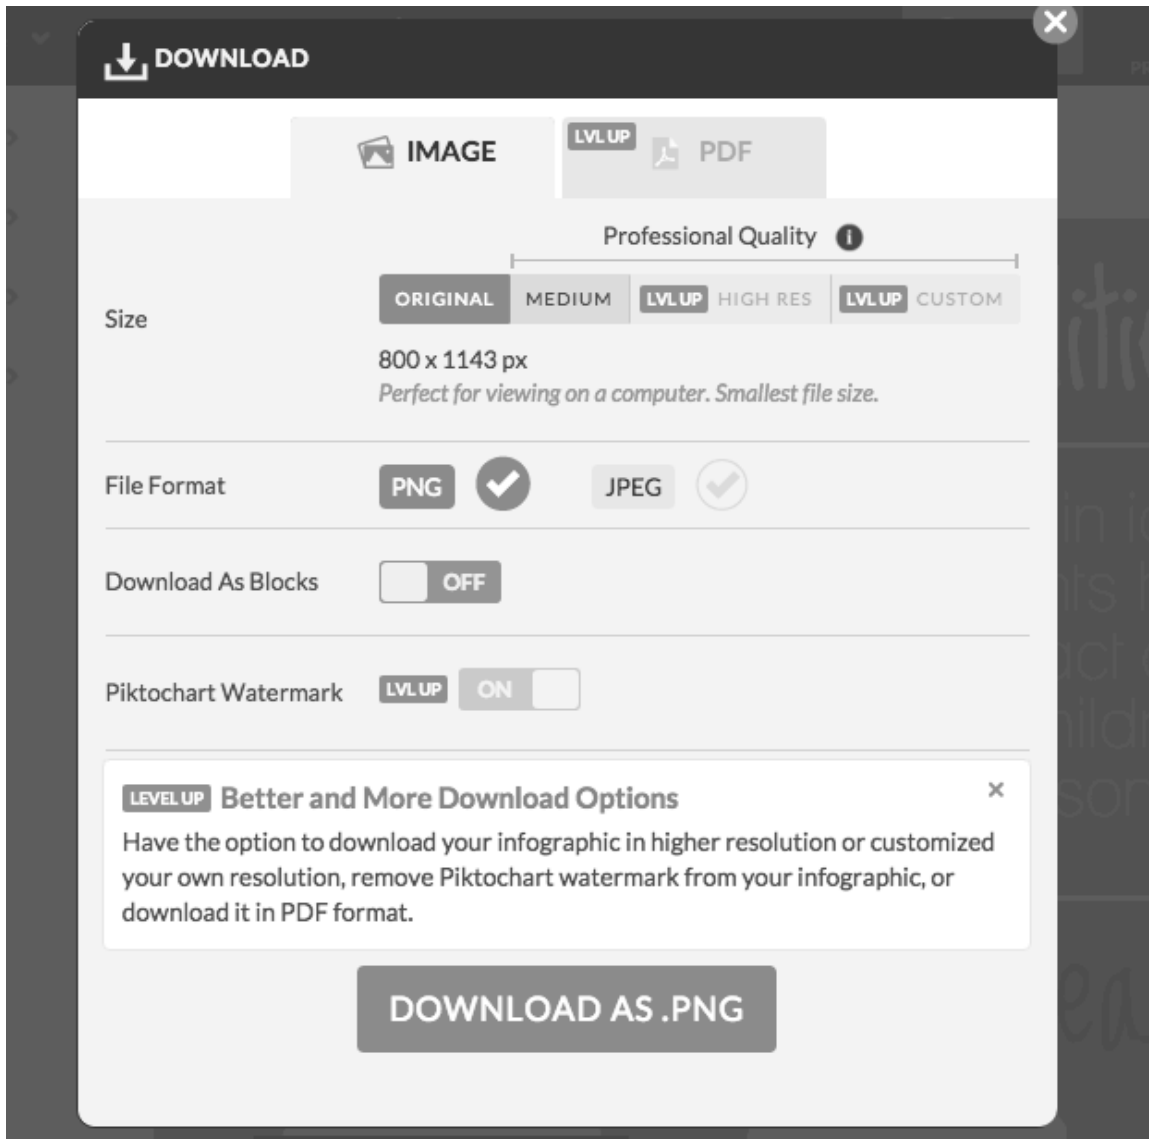 DOWNLOAD
IMAGE
LVL UP
PDF
Professional Quality
Size
ORIGINAL MEDIUM LVL UP HIGH RES LVL UP CUSTOM
800 x 1143 px
Perfect for viewing on a computer. Smallest file size.
File Format PNG JPEG
Download As Blocks OFF
Piktochart Watermark LVL UP ON
LEVEL UP Better and More Download Options
Have the option to download your infographic in higher resolution or customized
your own resolution, remove Piktochart watermark from your infographic, or
download it in PDF format.
DOWNLOAD AS .PNG